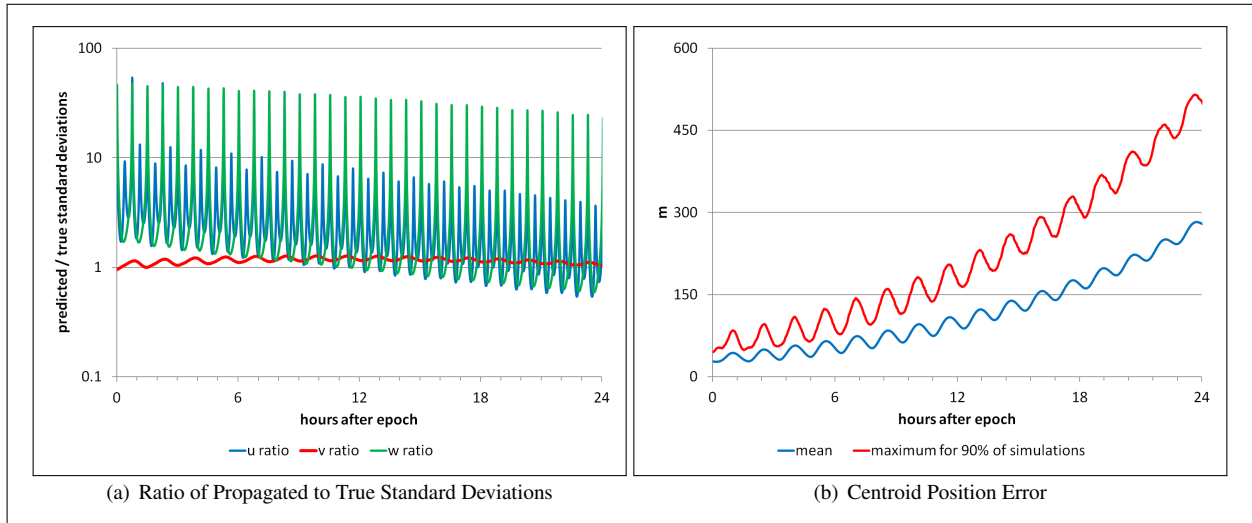 100
10
1
0.1
predicted / true standard deviations
0 6 12 18 24
hours after epoch
u ratio v ratio w ratio
(a) Ratio of Propagated to True Standard Deviations
600
450
300
150
0
m
0 6 12 18 24
hours after epoch
mean maximum for 90% of simulations
(b) Centroid Position Error